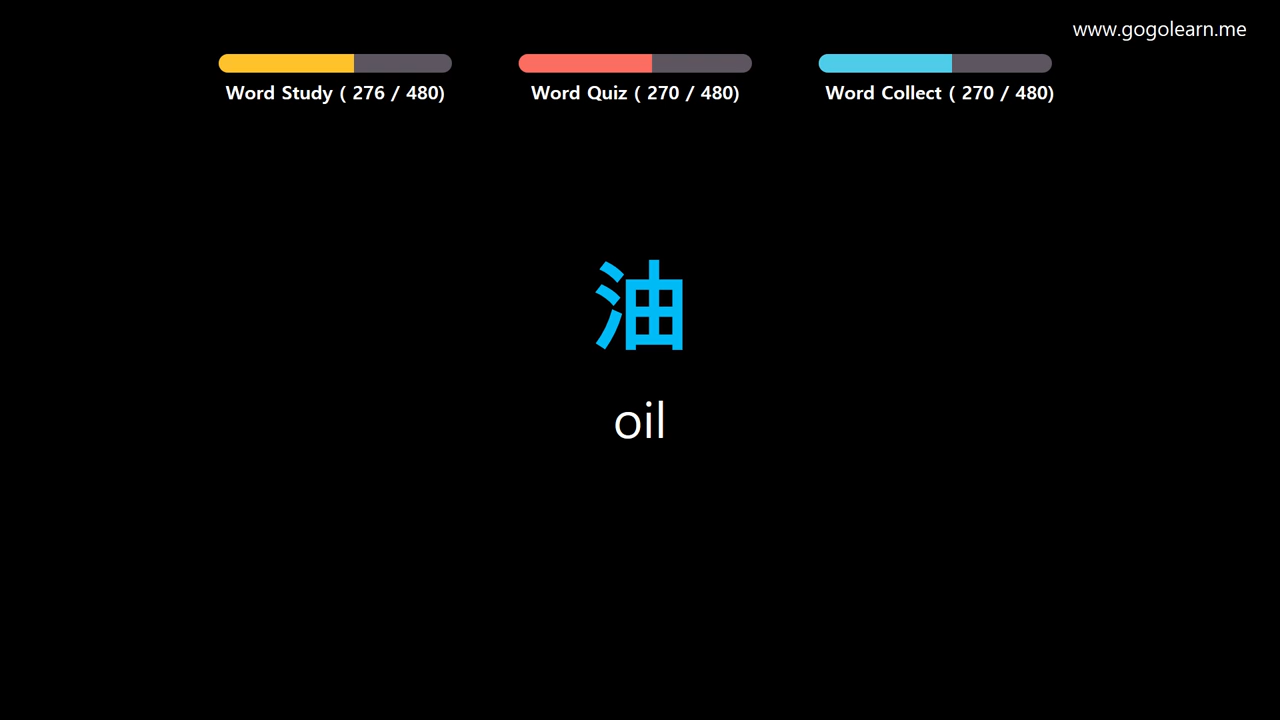 www.gogolearn.me
Word Study ( 276 / 480)
Word Quiz ( 270 / 480)
Word Collect ( 270 / 480)
油
oil